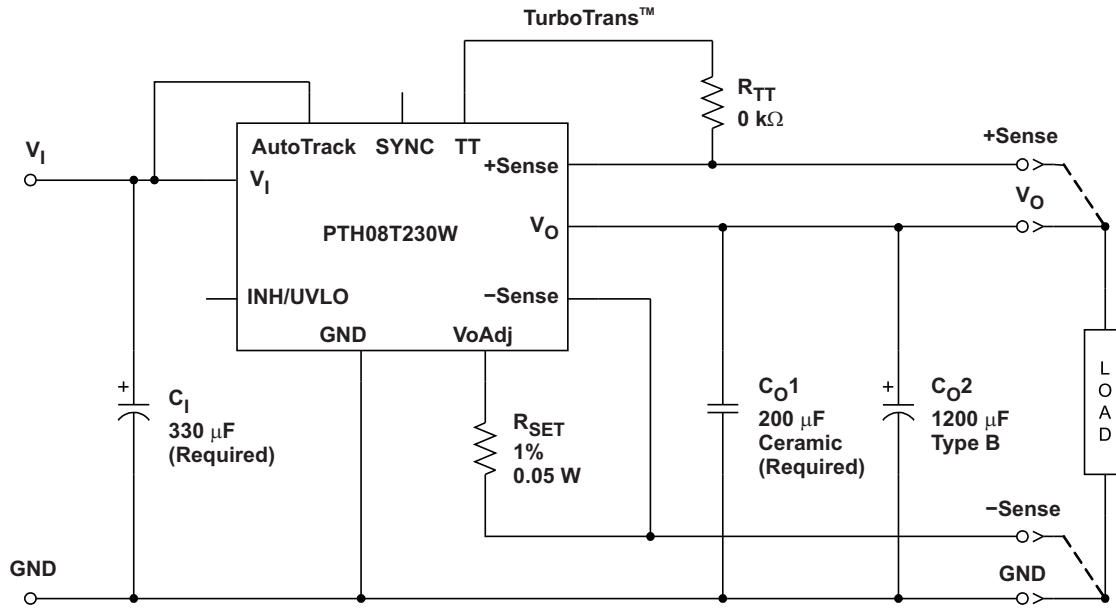 TurboTrans™
R_TT
0 kΩ
AutoTrack SYNC TT
+Sense
+Sense
V_I
V_I
V_O
PTH08T230W
V_O
INH/UVLO
−Sense
GND VoAdj
+
C_I
330 μF
(Required)
R_SET
1%
0.05 W
C_O1
200 μF
Ceramic
(Required)
+
C_O2
1200 μF
Type B
LOAD
−Sense
GND
GND